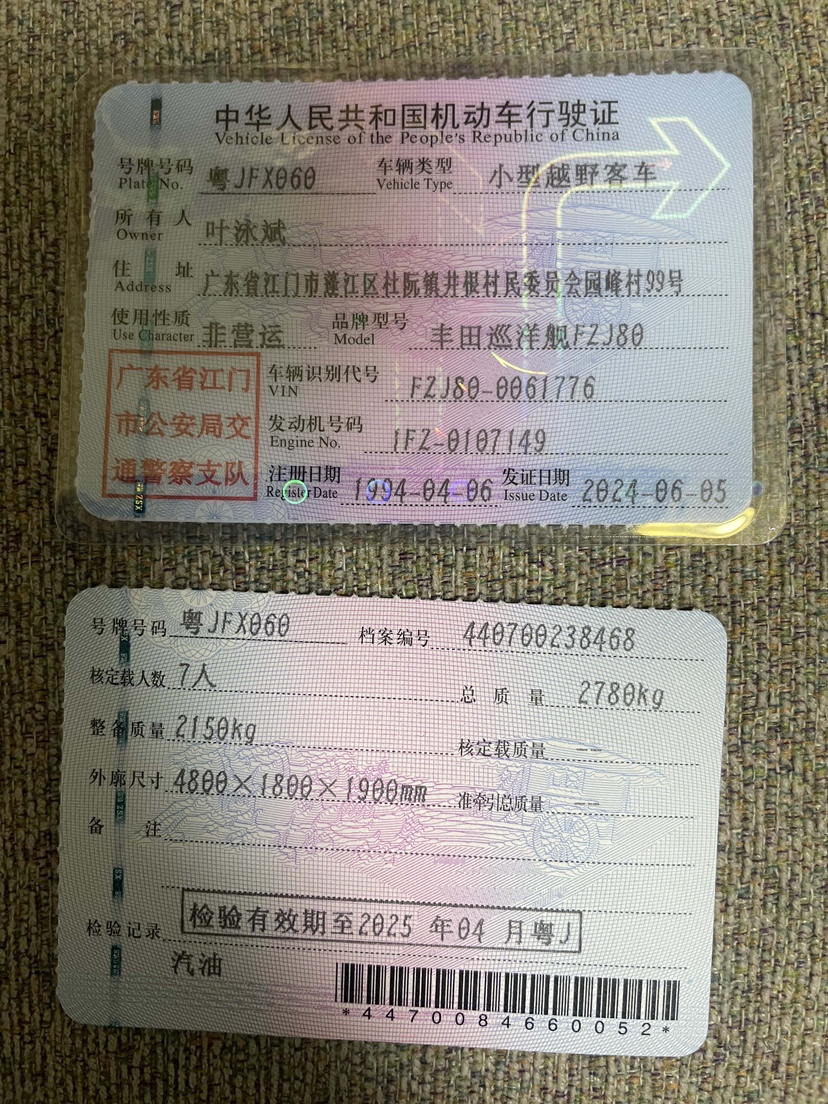 中华人民共和国机动车行驶证
Vehicle License of the People's Republic of China
号牌号码 粤JFX060 车辆类型 小型越野客车
Plate No. Vehicle Type
所有人 叶泳斌
Owner
住址 广东省江门市蓬江区杜阮镇井根村民委员会园峰村99号
Address
使用性质 非营运 品牌型号 丰田巡洋舰FZJ80
Use Character Model
广东省江门
市公安局交
通警察支队
车辆识别代号 FZJ80-0061776
VIN
发动机号码 1FZ-0107149
Engine No.
注册日期 1994-04-06 发证日期 2024-06-05
Register Date Issue Date
号牌号码 粤JFX060 档案编号 440700238468
核定载人数 7人 总质量 2780kg
整备质量 2150kg 核定载质量 --
外廓尺寸 4800×1800×1900mm 准牵引总质量 --
备注
检验记录 检验有效期至2025 年04 月粤J
汽油
*4470084660052*